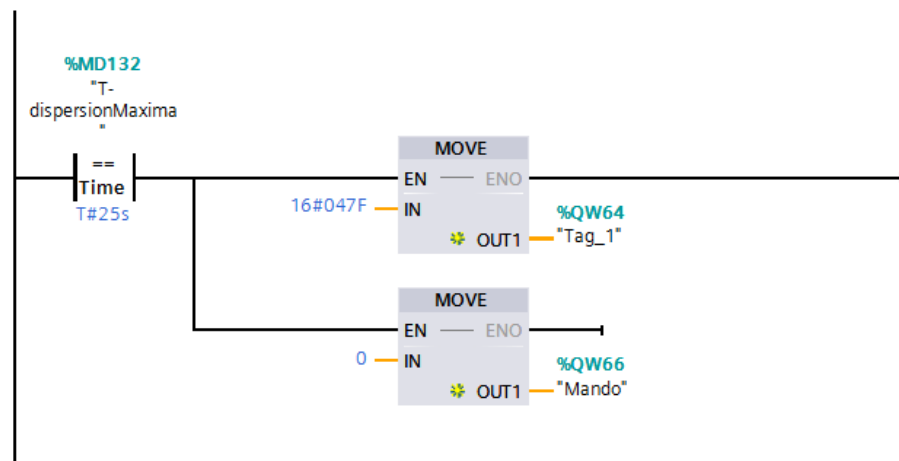 %MD132
"T-
dispersionMaxima
"
==
Time
T#25s
MOVE
EN
ENO
16#047F
IN
OUT1
%QW64
"Tag_1"
MOVE
EN
ENO
0
IN
OUT1
%QW66
"Mando"